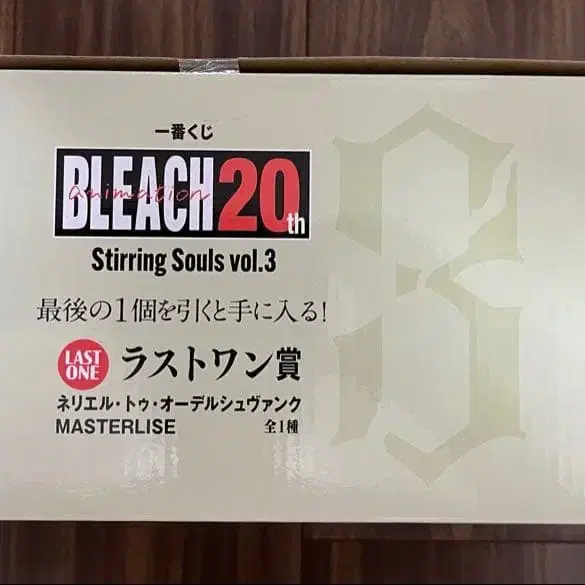 一番くじ
BLEACH 20th
animation
Stirring Souls vol.3
最後の1個を引くと手に入る!
LAST ONE ラストワン賞
ネリエル・トゥ・オーデルシュヴァンク
MASTERLISE 全1種